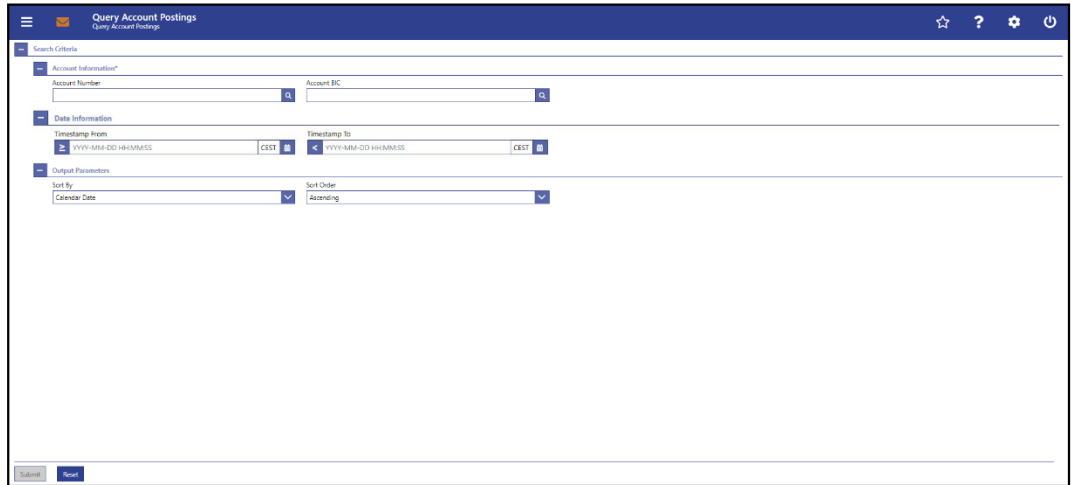 Query Account Postings
Query Account Postings
Search Criteria
Account Information*
Account Number
Account BIC
Date Information
Timestamp From
Timestamp To
≥ YYYY-MM-DD HH:MM:SS CEST
< YYYY-MM-DD HH:MM:SS CEST
Output Parameters
Sort By
Sort Order
Calendar Date
Ascending
Submit
Reset